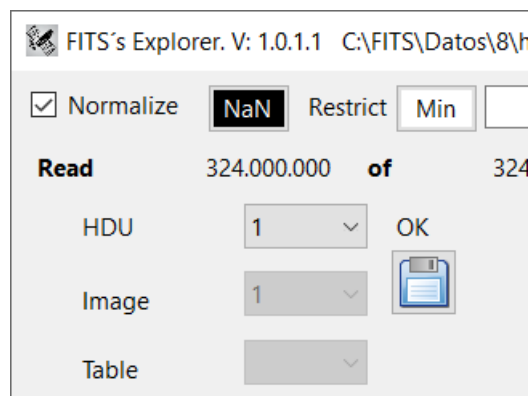 FITS´s Explorer. V: 1.0.1.1 C:\FITS\Datos\8\h
Normalize NaN Restrict Min
Read 324.000.000 of 324
HDU 1 OK
Image 1
Table